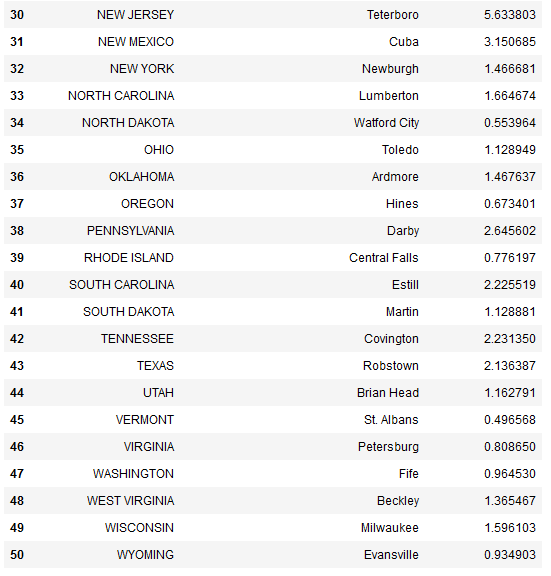 30 NEW JERSEY Teterboro 5.633803
31 NEW MEXICO Cuba 3.150685
32 NEW YORK Newburgh 1.466681
33 NORTH CAROLINA Lumberton 1.664674
34 NORTH DAKOTA Watford City 0.553964
35 OHIO Toledo 1.128949
36 OKLAHOMA Ardmore 1.467637
37 OREGON Hines 0.673401
38 PENNSYLVANIA Darby 2.645602
39 RHODE ISLAND Central Falls 0.776197
40 SOUTH CAROLINA Estill 2.225519
41 SOUTH DAKOTA Martin 1.128881
42 TENNESSEE Covington 2.231350
43 TEXAS Robstown 2.136387
44 UTAH Brian Head 1.162791
45 VERMONT St. Albans 0.496568
46 VIRGINIA Petersburg 0.808650
47 WASHINGTON Fife 0.964530
48 WEST VIRGINIA Beckley 1.365467
49 WISCONSIN Milwaukee 1.596103
50 WYOMING Evansville 0.934903